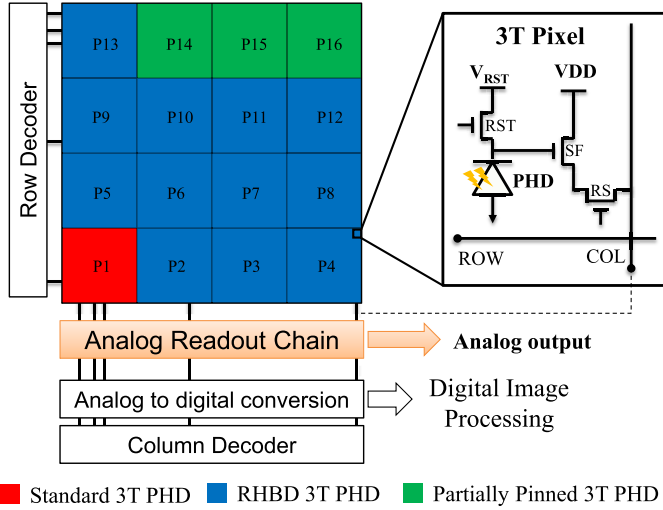 Row Decoder
P13 P14 P15 P16
P9 P10 P11 P12
P5 P6 P7 P8
P1 P2 P3 P4
3T Pixel
V_RST VDD
RST
SF
PHD
RS
ROW
COL
Analog Readout Chain
Analog output
Analog to digital conversion
Digital Image
Processing
Column Decoder
Standard 3T PHD
RHBD 3T PHD
Partially Pinned 3T PHD